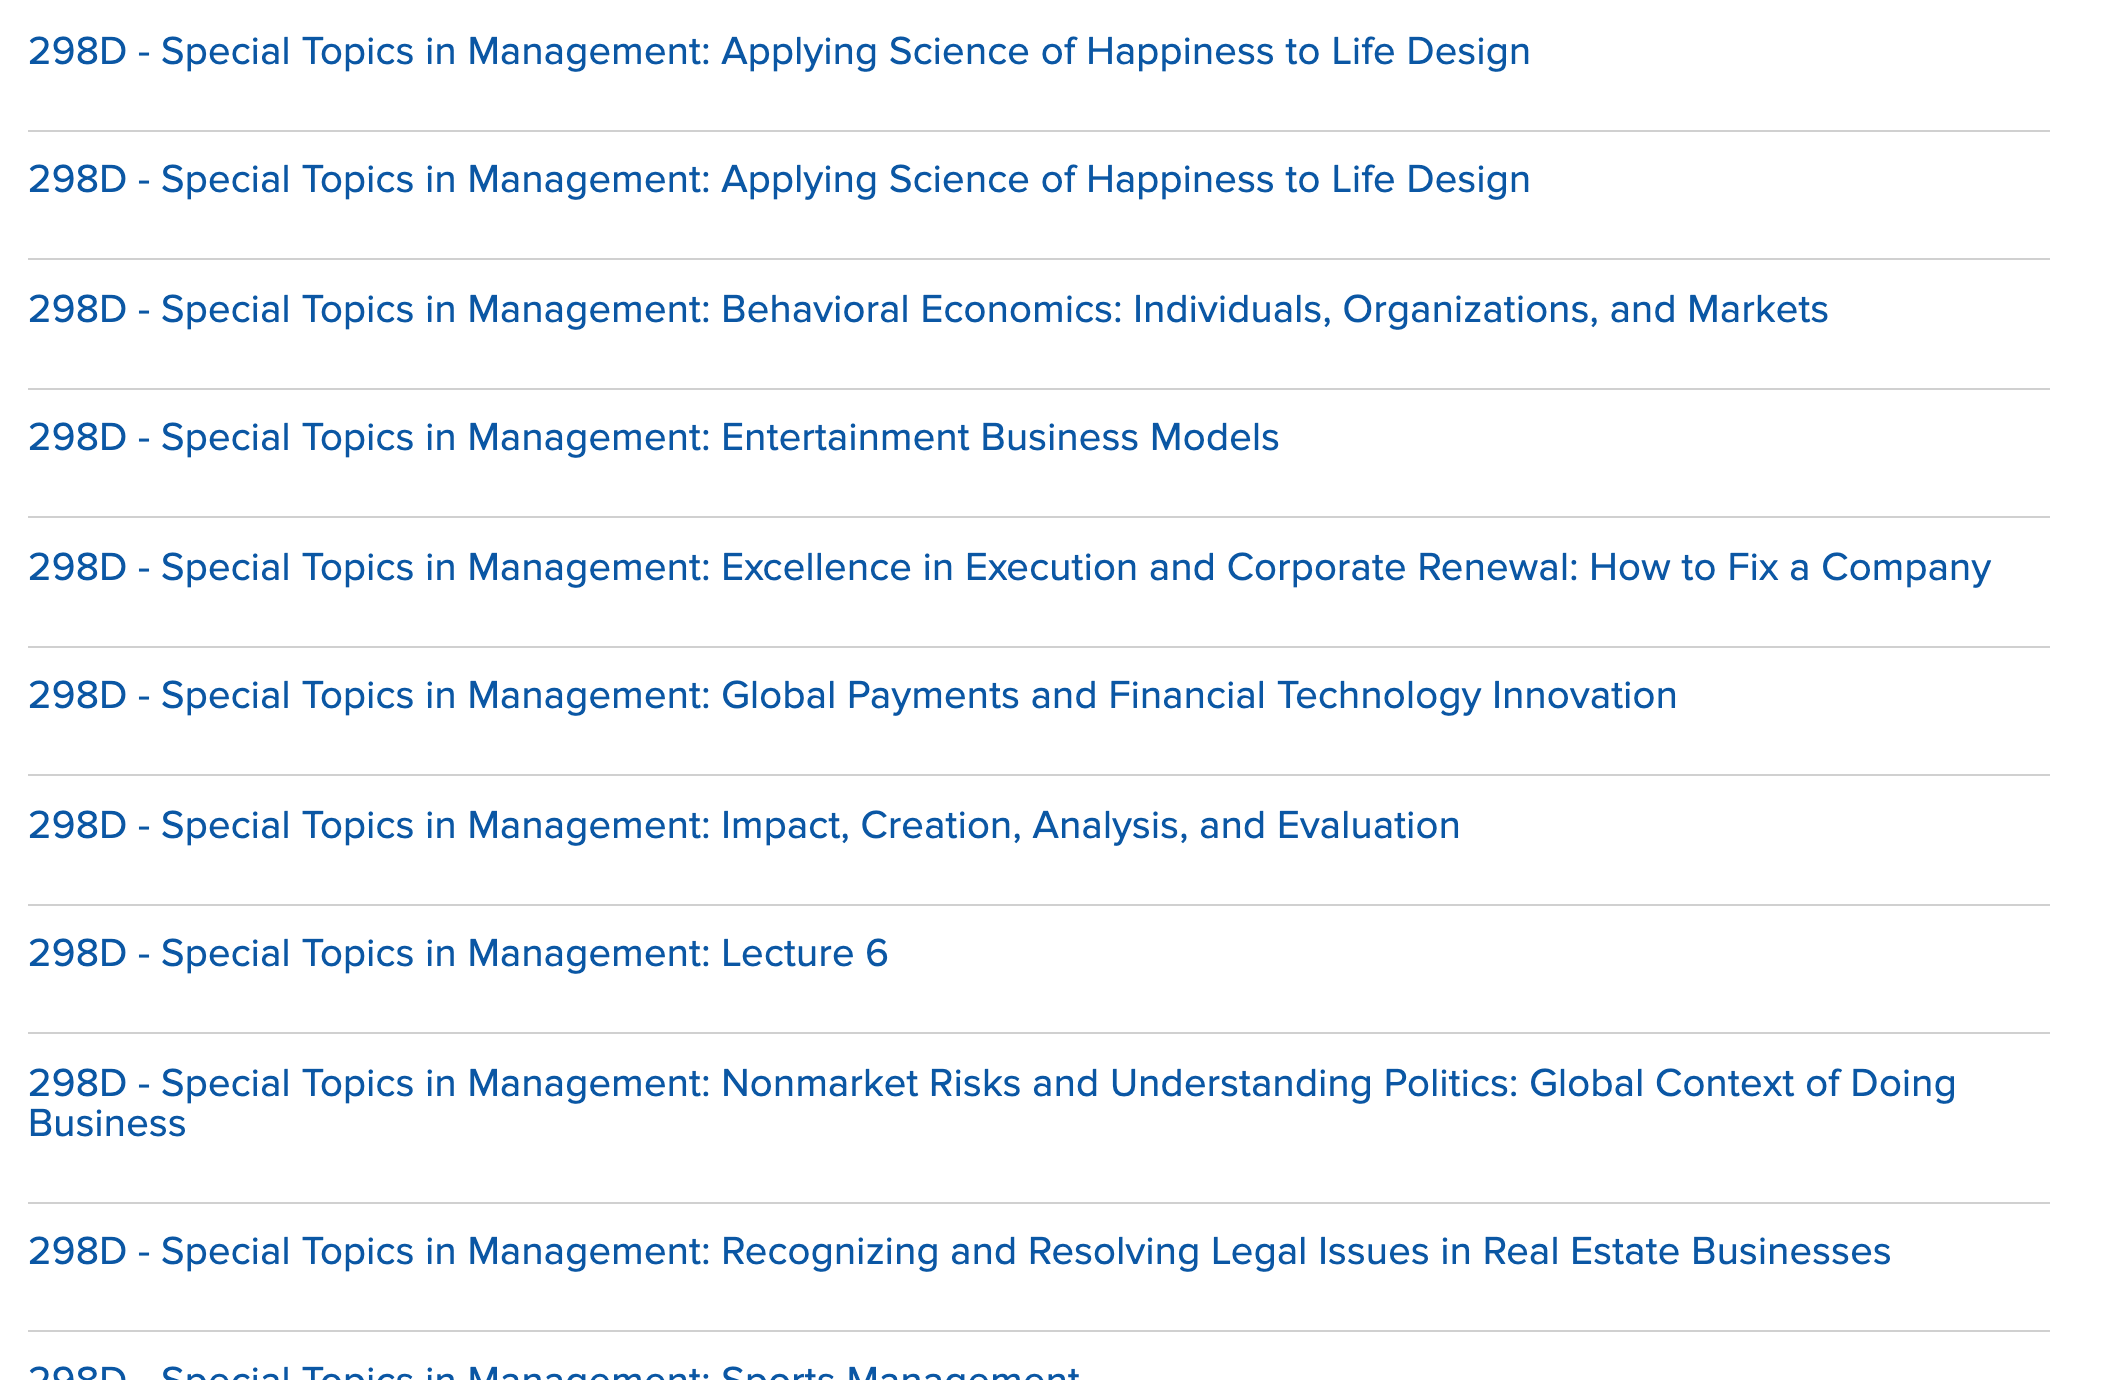 298D - Special Topics in Management: Applying Science of Happiness to Life Design
298D - Special Topics in Management: Applying Science of Happiness to Life Design
298D - Special Topics in Management: Behavioral Economics: Individuals, Organizations, and Markets
298D - Special Topics in Management: Entertainment Business Models
298D - Special Topics in Management: Excellence in Execution and Corporate Renewal: How to Fix a Company
298D - Special Topics in Management: Global Payments and Financial Technology Innovation
298D - Special Topics in Management: Impact, Creation, Analysis, and Evaluation
298D - Special Topics in Management: Lecture 6
298D - Special Topics in Management: Nonmarket Risks and Understanding Politics: Global Context of Doing
Business
298D - Special Topics in Management: Recognizing and Resolving Legal Issues in Real Estate Businesses
298D - Special Topics in Management: Sports Management